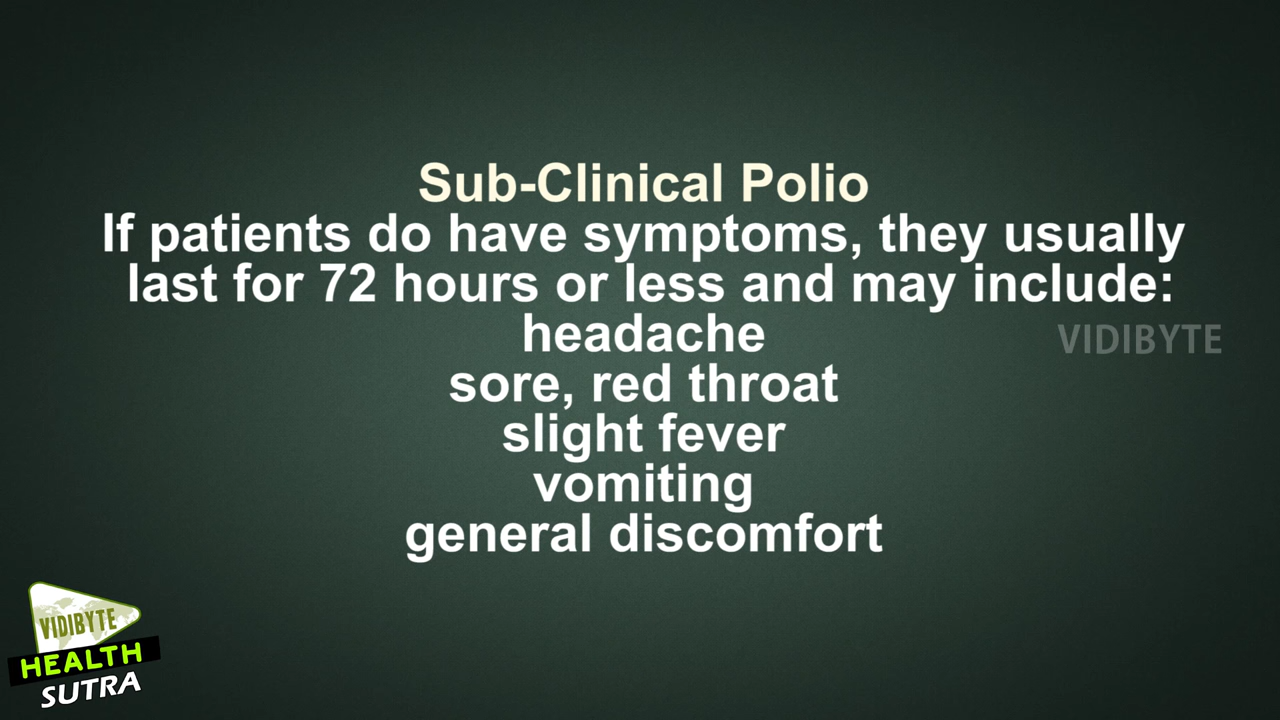 Sub-Clinical Polio
If patients do have symptoms, they usually
last for 72 hours or less and may include:
headache
VIDIBYTE
sore, red throat
slight fever
vomiting
general discomfort
VIDIBYTE
HEALTH
SUTRA